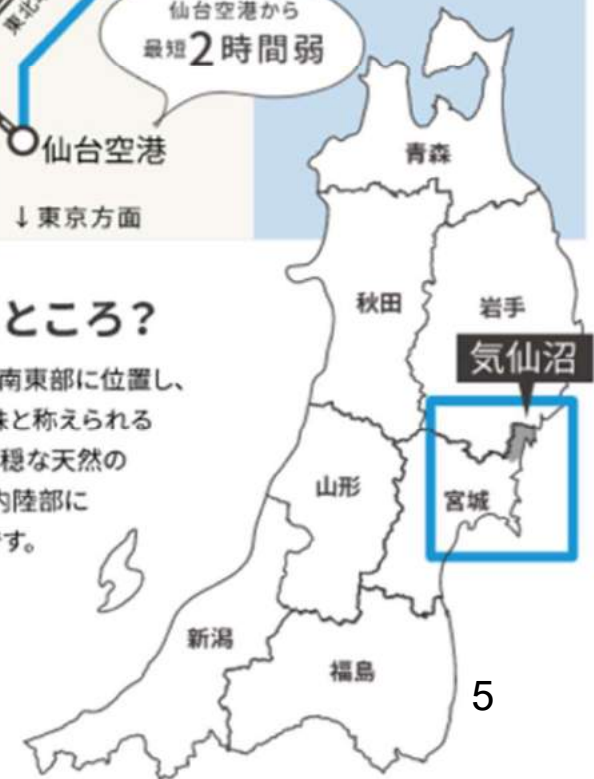 東北
仙台空港から
最短2時間弱
仙台空港
↓東京方面
ところ？
南東部に位置し、
と称えられる
穏な天然の
内陸部に
す。
青森
秋田
岩手
気仙沼
山形
宮城
新潟
福島
5